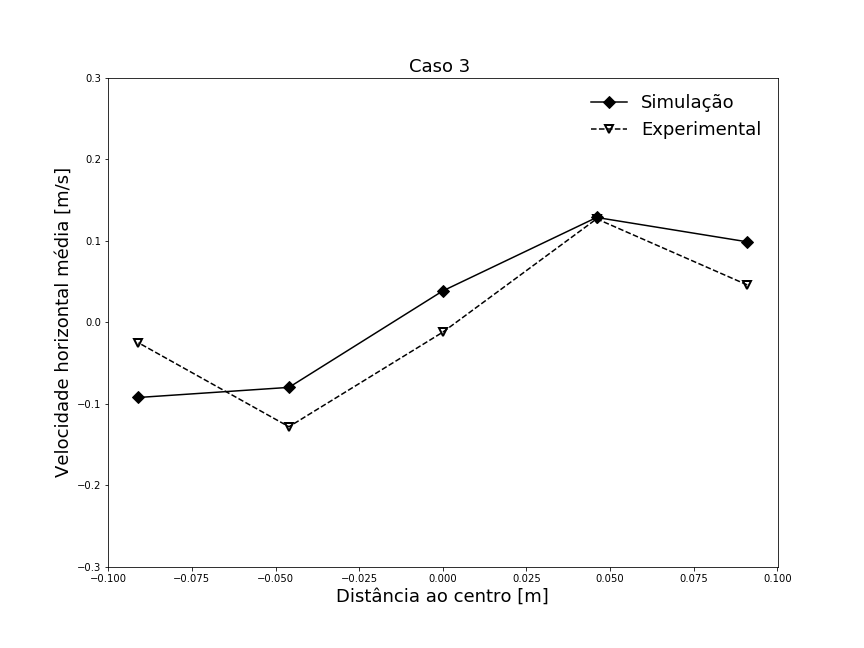 Caso 3
Simulação
Experimental
Velocidade horizontal média [m/s]
0.3
0.2
0.1
0.0
−0.1
−0.2
−0.3
−0.100 −0.075 −0.050 −0.025 0.000 0.025 0.050 0.075 0.100
Distância ao centro [m]